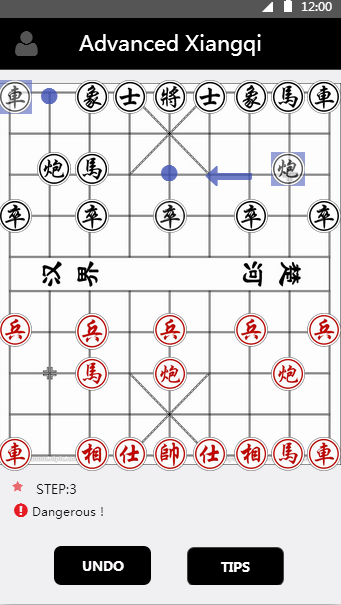 12:00
Advanced Xiangqi
車 象 士 將 士 象 馬 車
炮 馬 炮
卒 卒 卒 卒 卒
汉 河 楚
兵 兵 兵 兵 兵
馬 炮 炮
車 相 仕 帥 仕 相 馬 車
STEP:3
Dangerous !
UNDO
TIPS